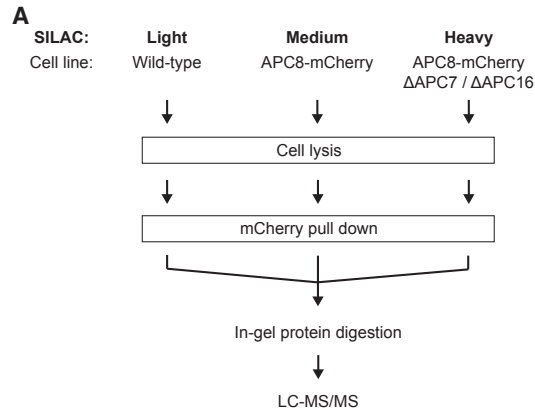 A
SILAC: Light Medium Heavy
Cell line: Wild-type APC8-mCherry APC8-mCherry
ΔAPC7 / ΔAPC16
Cell lysis
mCherry pull down
In-gel protein digestion
LC-MS/MS